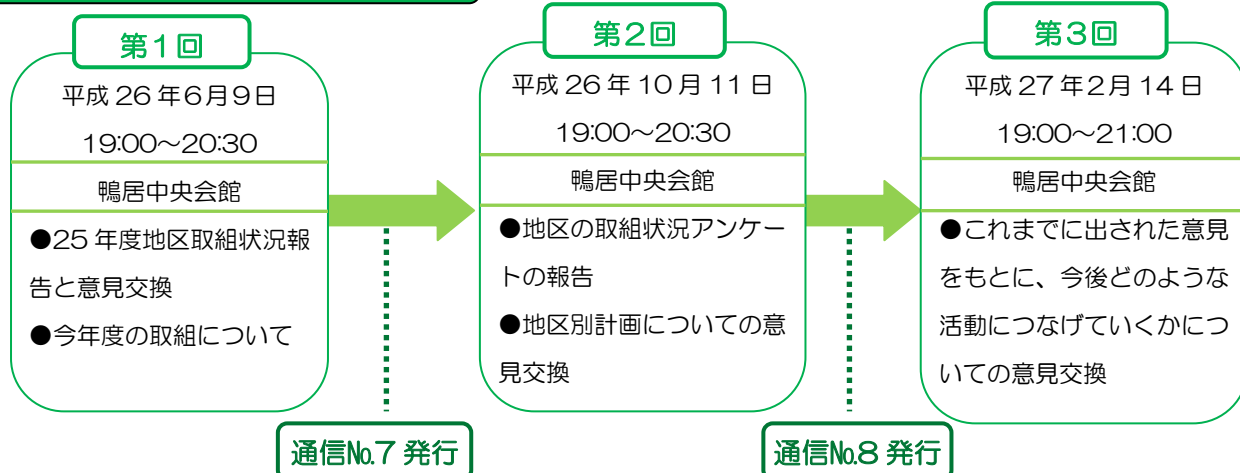 第1回
平成 26 年6月9日
19:00～20:30
鴨居中央会館
●25 年度地区取組状況報
告と意見交換
●今年度の取組について
第2回
平成 26 年 10 月 11 日
19:00～20:30
鴨居中央会館
●地区の取組状況アンケー
トの報告
●地区別計画についての意
見交換
第3回
平成 27 年2月 14 日
19:00～21:00
鴨居中央会館
●これまでに出された意見
をもとに、今後どのような
活動につなげていくかにつ
いての意見交換
通信№7 発行
通信№8 発行